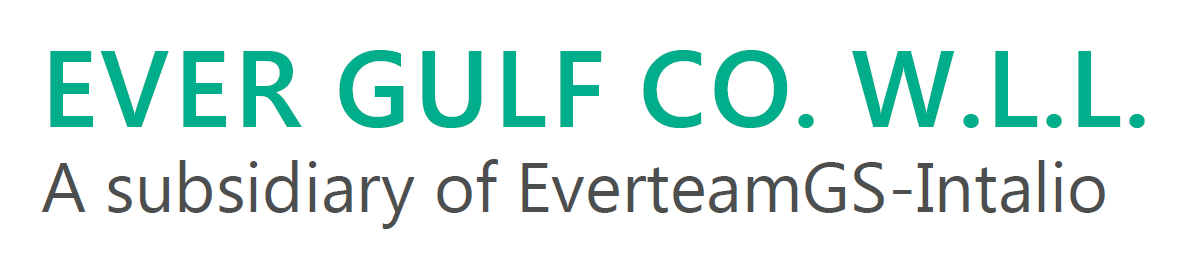 EVER GULF CO. W.L.L.
A subsidiary of EverteamGS-Intalio